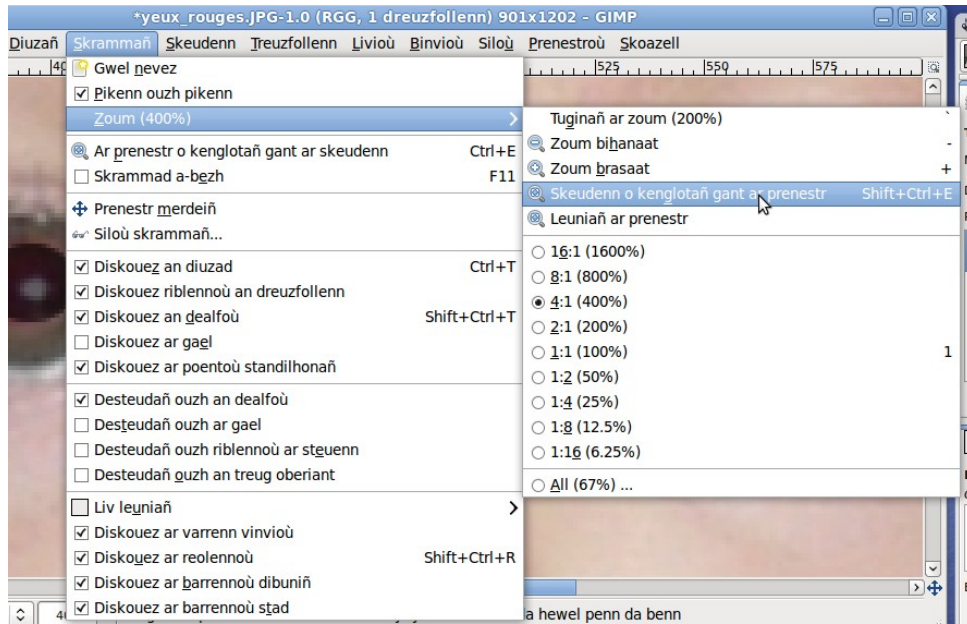 *yeux_rouges.JPG-1.0 (RGG, 1 dreuzfollenn) 901x1202 – GIMP
Diuzañ Skrammañ Skeudenn Treuzfollenn Livioù Binvioù Siloù Prenestroù Skoazell
525 550 575
Gwel nevez
Pikenn ouzh pikenn
Zoum (400%)
Ar prenestr o kenglotañ gant ar skeudenn Ctrl+E
Skrammad a-bezh F11
Prenestr merdeiñ
Siloù skrammañ...
Diskouez an diuzad Ctrl+T
Diskouez riblennoù an dreuzfollenn
Diskouez an dealfoù Shift+Ctrl+T
Diskouez ar gael
Diskouez ar poentoù standilhonañ
Desteudañ ouzh an dealfoù
Desteudañ ouzh ar gael
Desteudañ ouzh riblennoù ar steuenn
Desteudañ ouzh an treug oberiant
Liv leuniañ
Diskouez ar varrenn vinvioù
Diskouez ar reolennoù Shift+Ctrl+R
Diskouez ar barrennoù dibuniñ
Diskouez ar barrennoù stad
Tuginañ ar zoum (200%) `
Zoum bihanaat -
Zoum brasaat +
Skeudenn o kenglotañ gant ar prenestr Shift+Ctrl+E
Leuniañ ar prenestr
16:1 (1600%)
8:1 (800%)
4:1 (400%)
2:1 (200%)
1:1 (100%) 1
1:2 (50%)
1:4 (25%)
1:8 (12.5%)
1:16 (6.25%)
All (67%) ...
hewel penn da benn